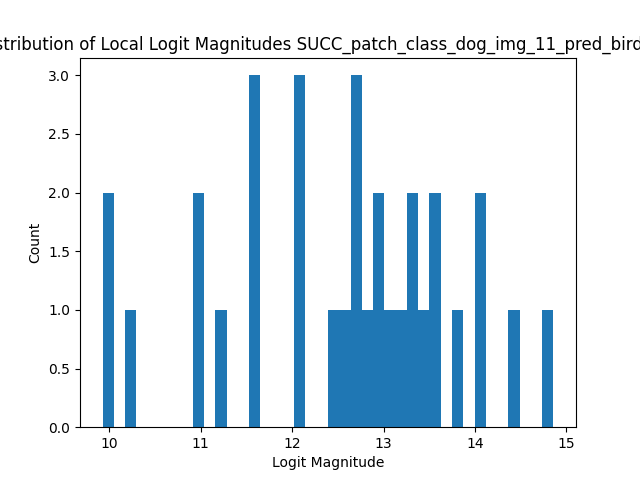 stribution of Local Logit Magnitudes SUCC_patch_class_dog_img_11_pred_bird
3.0
2.5
2.0
1.5
1.0
0.5
0.0
Count
10 11 12 13 14 15
Logit Magnitude